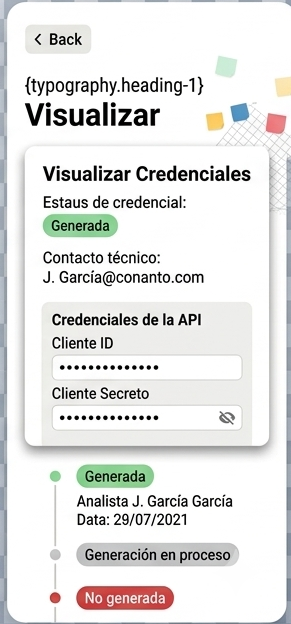 Back
{typography.heading-1}
Visualizar
Visualizar Credenciales
Estaus de credencial:
Generada
Contacto técnico:
J. García@conanto.com
Credenciales de la API
Cliente ID
••••••••••••••
Cliente Secreto
••••••••••••••
Generada
Analista J. García García
Data: 29/07/2021
Generación en proceso
No generada